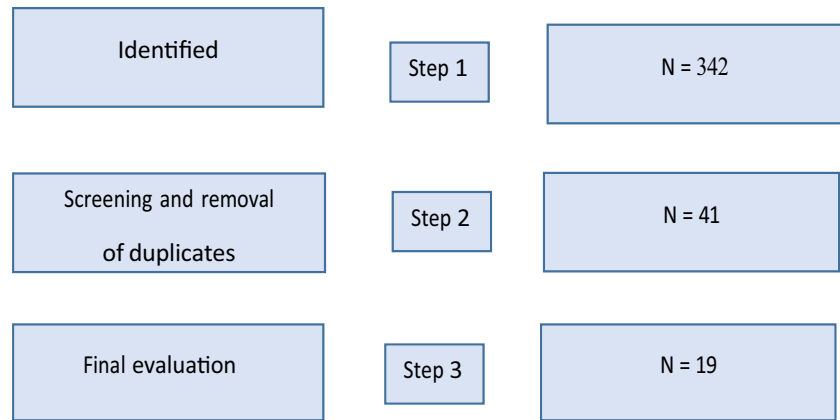 Identified
Step 1
N = 342
Screening and removal
of duplicates
Step 2
N = 41
Final evaluation
Step 3
N = 19